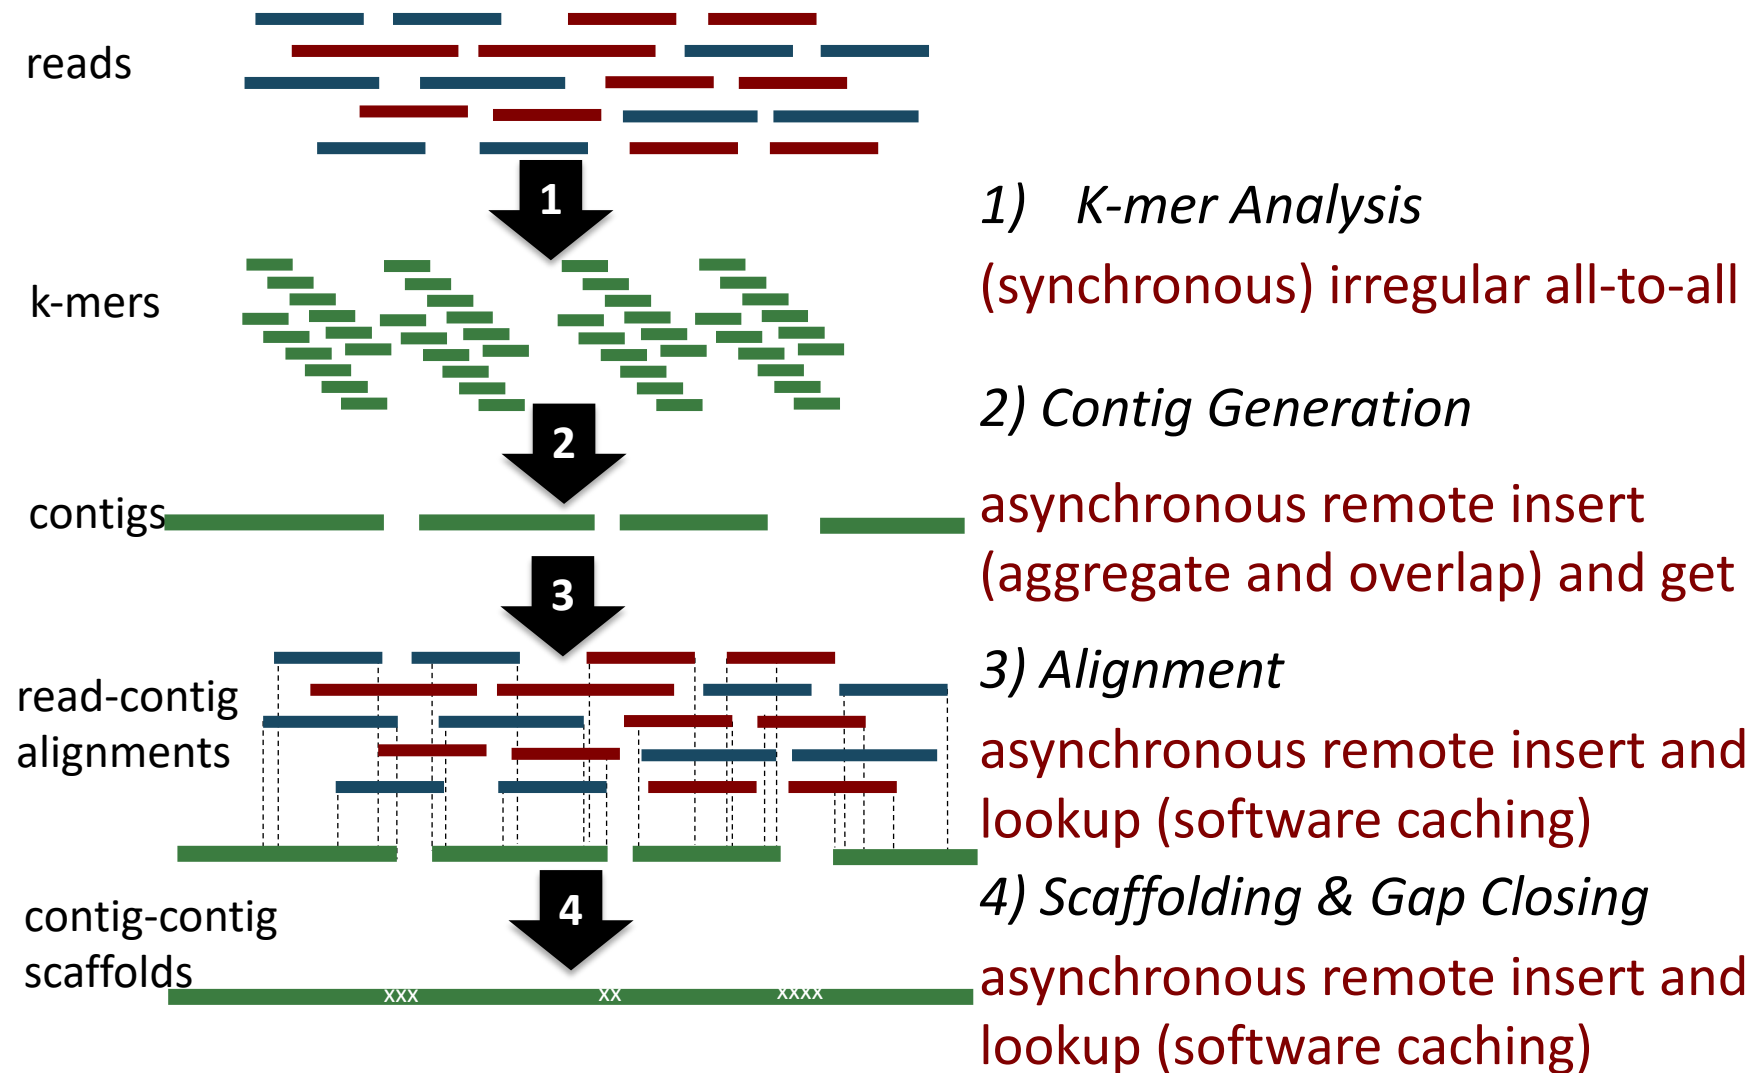 reads
1
k-mers
2
contigs
3
read-contig
alignments
4
contig-contig
scaffolds
xxx xx xxxx
1) K-mer Analysis
(synchronous) irregular all-to-all
2) Contig Generation
asynchronous remote insert
(aggregate and overlap) and get
3) Alignment
asynchronous remote insert and
lookup (software caching)
4) Scaffolding & Gap Closing
asynchronous remote insert and
lookup (software caching)